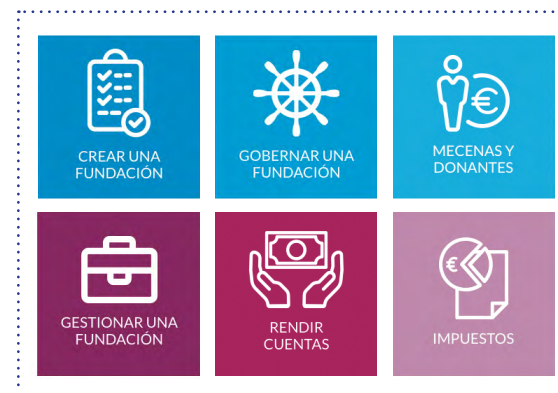 CREAR UNA
FUNDACIÓN
GOBERNAR UNA
FUNDACIÓN
MECENAS Y
DONANTES
€
GESTIONAR UNA
FUNDACIÓN
RENDIR
CUENTAS
€
IMPUESTOS